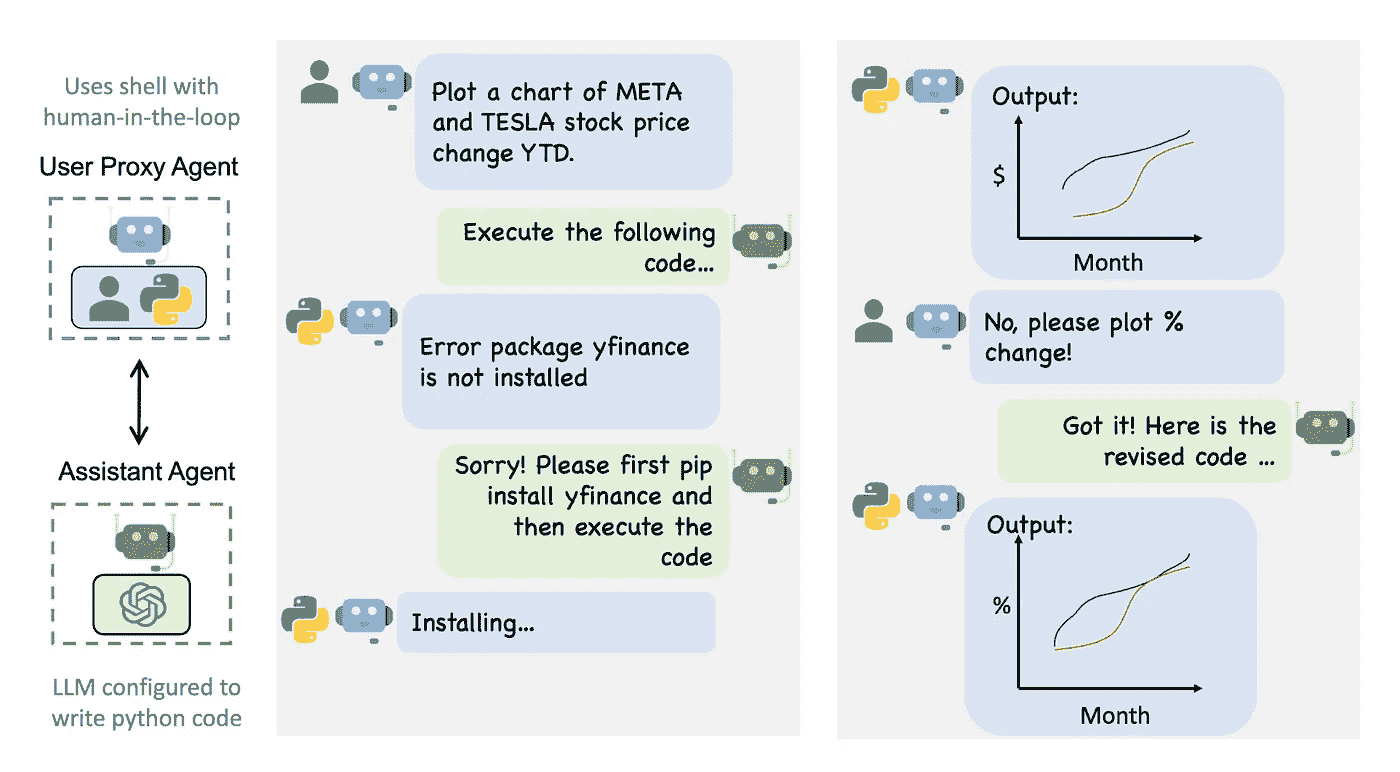 Uses shell with
human-in-the-loop
User Proxy Agent
Assistant Agent
LLM configured to
write python code
Plot a chart of META
and TESLA stock price
change YTD.
Execute the following
code...
Error package yfinance
is not installed
Sorry! Please first pip
install yfinance and
then execute the
code
Installing...
Output:
$
Month
No, please plot %
change!
Got it! Here is the
revised code ...
Output:
%
Month